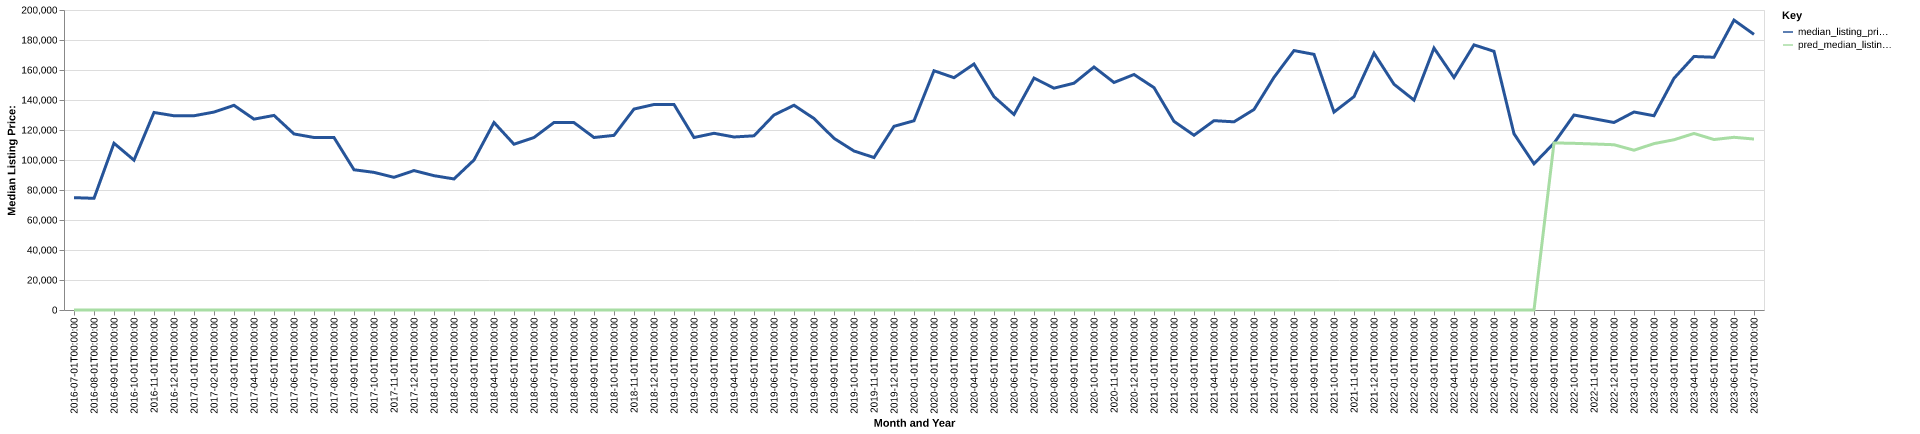 200,000
180,000
160,000
140,000
120,000
100,000
80,000
60,000
40,000
20,000
0
Median Listing Price:
2016-07-01T00:00:00
2016-08-01T00:00:00
2016-09-01T00:00:00
2016-10-01T00:00:00
2016-11-01T00:00:00
2016-12-01T00:00:00
2017-01-01T00:00:00
2017-02-01T00:00:00
2017-03-01T00:00:00
2017-04-01T00:00:00
2017-05-01T00:00:00
2017-06-01T00:00:00
2017-07-01T00:00:00
2017-08-01T00:00:00
2017-09-01T00:00:00
2017-10-01T00:00:00
2017-11-01T00:00:00
2017-12-01T00:00:00
2018-01-01T00:00:00
2018-02-01T00:00:00
2018-03-01T00:00:00
2018-04-01T00:00:00
2018-05-01T00:00:00
2018-06-01T00:00:00
2018-07-01T00:00:00
2018-08-01T00:00:00
2018-09-01T00:00:00
2018-10-01T00:00:00
2018-11-01T00:00:00
2018-12-01T00:00:00
2019-01-01T00:00:00
2019-02-01T00:00:00
2019-03-01T00:00:00
2019-04-01T00:00:00
2019-05-01T00:00:00
2019-06-01T00:00:00
2019-07-01T00:00:00
2019-08-01T00:00:00
2019-09-01T00:00:00
2019-10-01T00:00:00
2019-11-01T00:00:00
2019-12-01T00:00:00
2020-01-01T00:00:00
2020-02-01T00:00:00
2020-03-01T00:00:00
2020-04-01T00:00:00
2020-05-01T00:00:00
2020-06-01T00:00:00
2020-07-01T00:00:00
2020-08-01T00:00:00
2020-09-01T00:00:00
2020-10-01T00:00:00
2020-11-01T00:00:00
2020-12-01T00:00:00
2021-01-01T00:00:00
2021-02-01T00:00:00
2021-03-01T00:00:00
2021-04-01T00:00:00
2021-05-01T00:00:00
2021-06-01T00:00:00
2021-07-01T00:00:00
2021-08-01T00:00:00
2021-09-01T00:00:00
2021-10-01T00:00:00
2021-11-01T00:00:00
2021-12-01T00:00:00
2022-01-01T00:00:00
2022-02-01T00:00:00
2022-03-01T00:00:00
2022-04-01T00:00:00
2022-05-01T00:00:00
2022-06-01T00:00:00
2022-07-01T00:00:00
2022-08-01T00:00:00
2022-09-01T00:00:00
2022-10-01T00:00:00
2022-11-01T00:00:00
2022-12-01T00:00:00
2023-01-01T00:00:00
2023-02-01T00:00:00
2023-03-01T00:00:00
2023-04-01T00:00:00
2023-05-01T00:00:00
2023-06-01T00:00:00
2023-07-01T00:00:00
Month and Year
Key
median_listing_pri…
pred_median_listin…